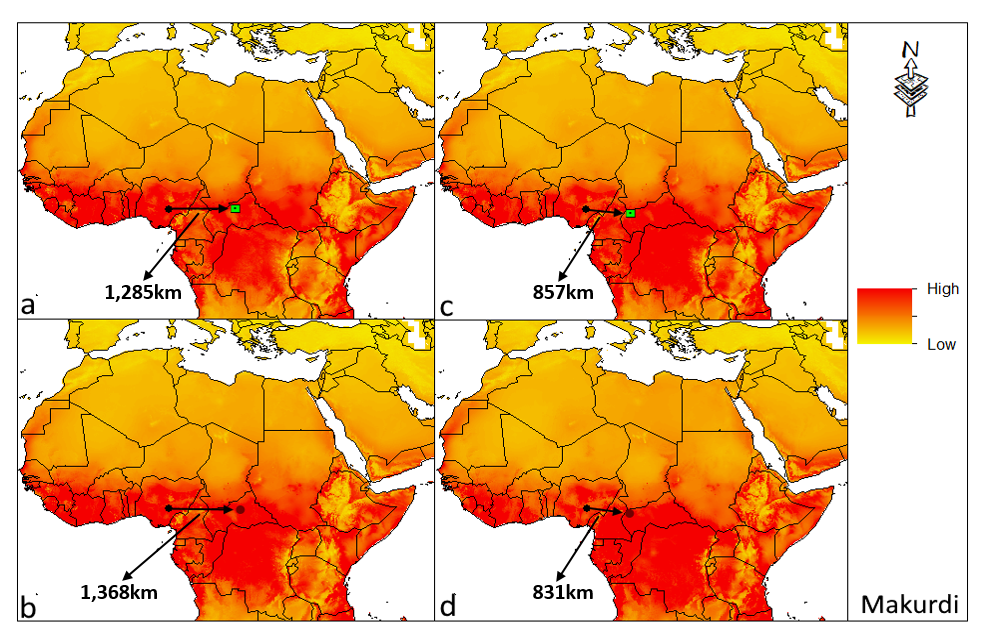 N
1,285km
857km
a
c
High
Low
1,368km
831km
b
d
Makurdi